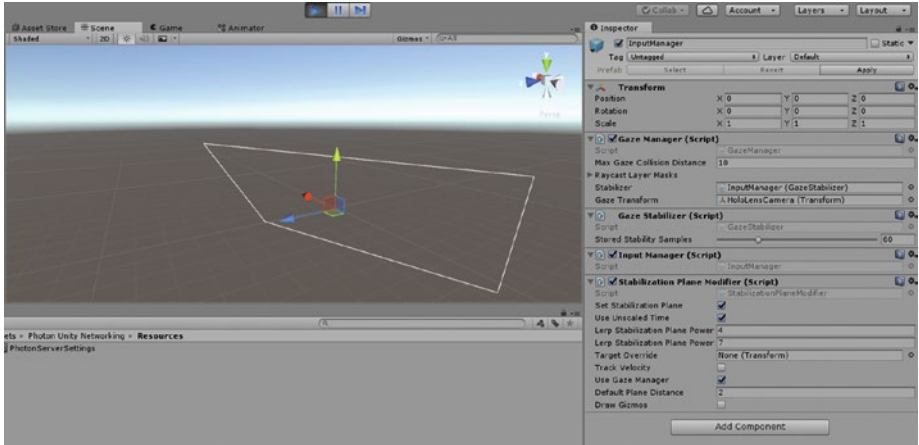 Collab Account Layers Layout
Asset Store Scene Game Animator
Shaded 2D Gizmos All
Inspector
InputManager Static
Tag Untagged Layer Default
Prefab Select Revert Apply
Transform
Position X 0 Y 0 Z 0
Rotation X 0 Y 0 Z 0
Scale X 1 Y 1 Z 1
Gaze Manager (Script)
Script GazeManager
Max Gaze Collision Distance 10
Raycast Layer Masks
Stabilizer InputManager (GazeStabilizer)
Gaze Transform HoloLensCamera (Transform)
Gaze Stabilizer (Script)
Script GazeStabilizer
Stored Stability Samples 60
Input Manager (Script)
Script InputManager
Stabilization Plane Modifier (Script)
Script StabilizationPlaneModifier
Set Stabilization Plane
Use Unscaled Time
Lerp Stabilization Plane Power 4
Lerp Stabilization Plane Power 7
Target Override None (Transform)
Track Velocity
Use Gaze Manager
Default Plane Distance 2
Draw Gizmos
Add Component
Persp
ets Photon Unity Networking Resources
PhotonServerSettings